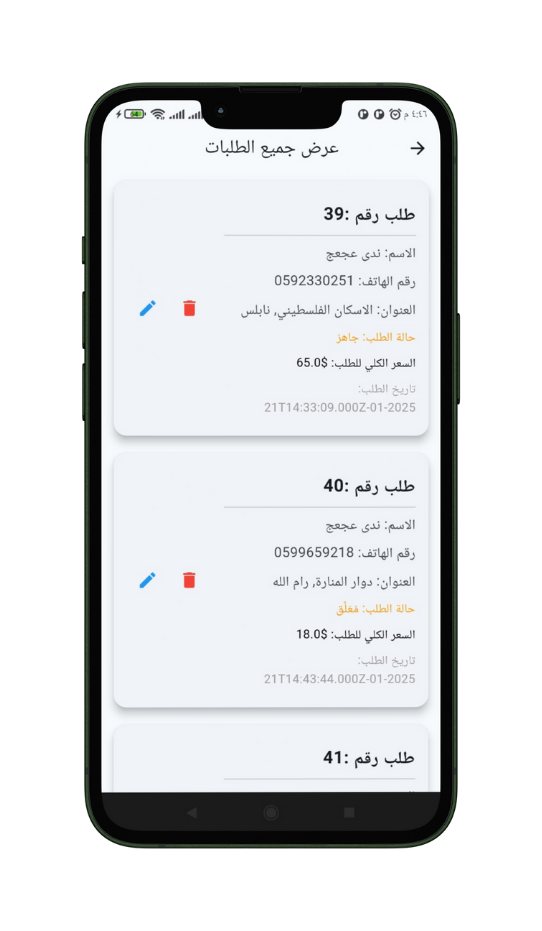 64
٤:٤٦ م
عرض جميع الطلبات
طلب رقم :39
الاسم: ندى عجعج
رقم الهاتف: 0592330251
العنوان: الاسكان الفلسطيني, نابلس
حالة الطلب: جاهز
السعر الكلي للطلب: $65.0
تاريخ الطلب:
21T14:33:09.000Z-01-2025
طلب رقم :40
الاسم: ندى عجعج
رقم الهاتف: 0599659218
العنوان: دوار المنارة, رام الله
حالة الطلب: مُعَلّق
السعر الكلي للطلب: $18.0
تاريخ الطلب:
21T14:43:44.000Z-01-2025
طلب رقم :41